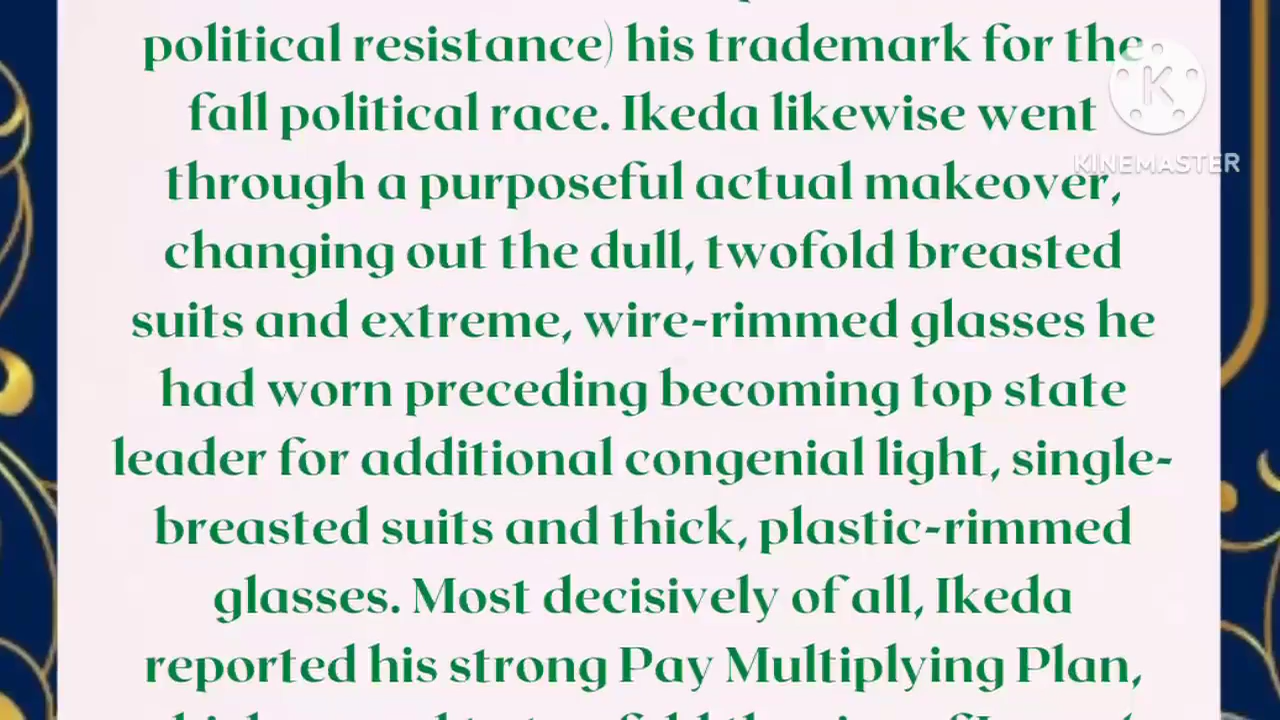 political resistance) his trademark for the
fall political race. Ikeda likewise went
through a purposeful actual makeover,
changing out the dull, twofold breasted
suits and extreme, wire-rimmed glasses he
had worn preceding becoming top state
leader for additional congenial light, single-
breasted suits and thick, plastic-rimmed
glasses. Most decisively of all, Ikeda
reported his strong Pay Multiplying Plan,
K
KINEMASTER